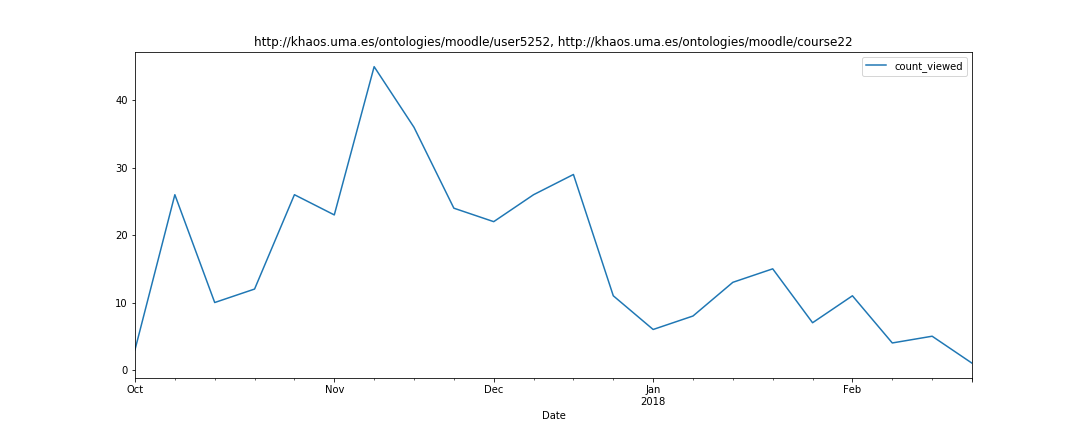 http://khaos.uma.es/ontologies/moodle/user5252, http://khaos.uma.es/ontologies/moodle/course22
count_viewed
40
30
20
10
0
Oct Nov Dec Jan Feb
2018
Date